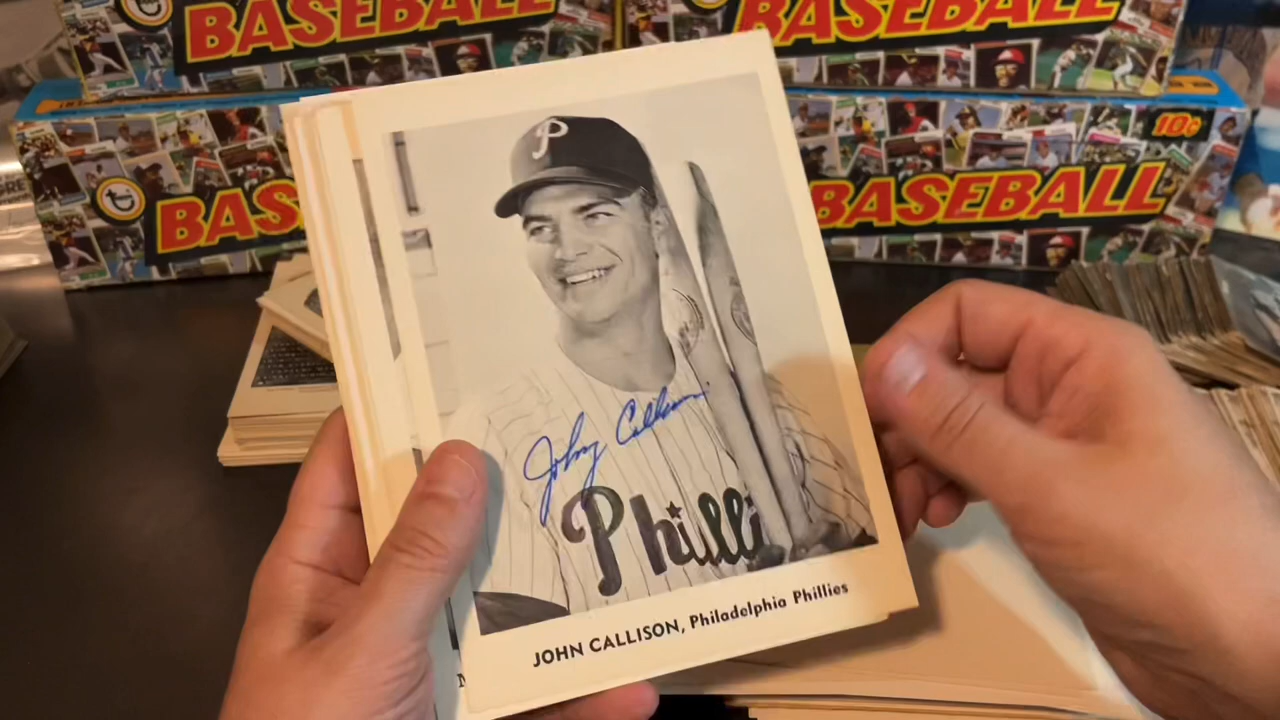 BASEBALL
BASEBALL
10¢
BAS
BASEBALL
P
Johny Callison
Phillies
JOHN CALLISON, Philadelphia Phillies